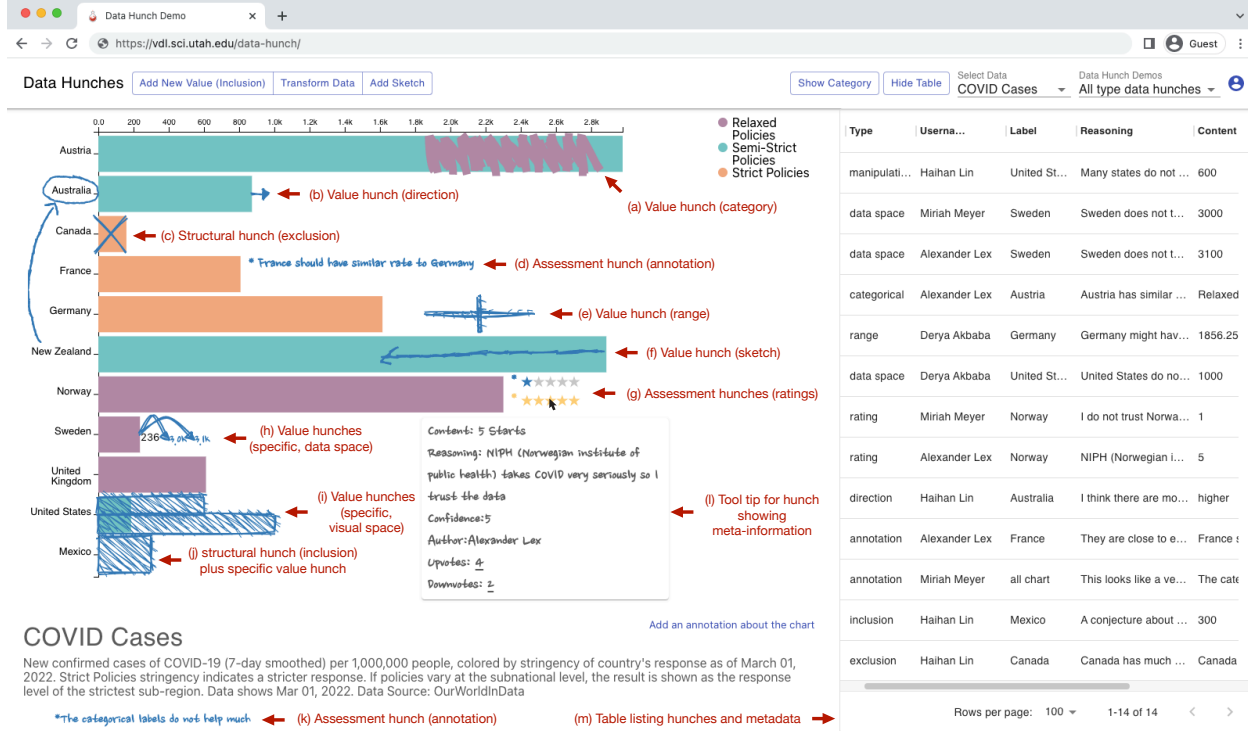 Data Hunch Demo
https://vdl.sci.utah.edu/data-hunch/
Guest
Data Hunches
Add New Value (Inclusion)
Transform Data
Add Sketch
Show Category
Hide Table
Select Data
COVID Cases
Data Hunch Demos
All type data hunches
0.0 200 400 600 800 1.0k 1.2k 1.4k 1.6k 1.8k 2.0k 2.2k 2.4k 2.6k 2.8k
Relaxed
Policies
Semi-Strict
Policies
Strict Policies
Austria
(a) Value hunch (category)
Australia
(b) Value hunch (direction)
Canada
(c) Structural hunch (exclusion)
France
* France should have similar rate to Germany
(d) Assessment hunch (annotation)
Germany
(e) Value hunch (range)
New Zealand
(f) Value hunch (sketch)
Norway
(g) Assessment hunches (ratings)
Sweden
236
3.1k
(h) Value hunches
(specific, data space)
United
Kingdom
United States
(i) Value hunches
(specific,
visual space)
Mexico
(j) structural hunch (inclusion)
plus specific value hunch
Content: 5 Starts
Reasoning: NIPH (Norwegian institute of
public health) takes COVID very seriously so I
trust the data
Confidence:5
Author:Alexander Lex
Upvotes: 4
Downvotes: 2
(l) Tool tip for hunch
showing
meta-information
Add an annotation about the chart
COVID Cases
New confirmed cases of COVID-19 (7-day smoothed) per 1,000,000 people, colored by stringency of country's response as of March 01,
2022. Strict Policies stringency indicates a stricter response. If policies vary at the subnational level, the result is shown as the response
level of the strictest sub-region. Data shows Mar 01, 2022. Data Source: OurWorldInData
*The categorical labels do not help much
(k) Assessment hunch (annotation)
(m) Table listing hunches and metadata
Type Userna... Label Reasoning Content
manipulati... Haihan Lin United St... Many states do not ... 600
data space Miriah Meyer Sweden Sweden does not t... 3000
data space Alexander Lex Sweden Sweden does not t... 3100
categorical Alexander Lex Austria Austria has similar ... Relaxed
range Derya Akbaba Germany Germany might hav... 1856.25
data space Derya Akbaba United St... United States do no... 1000
rating Miriah Meyer Norway I do not trust Norwa... 1
rating Alexander Lex Norway NIPH (Norwegian i... 5
direction Haihan Lin Australia I think there are mo... higher
annotation Alexander Lex France They are close to e... France s
annotation Miriah Meyer all chart This looks like a ve... The cate
inclusion Haihan Lin Mexico A conjecture about ... 300
exclusion Haihan Lin Canada Canada has much ... Canada
Rows per page: 100 1-14 of 14